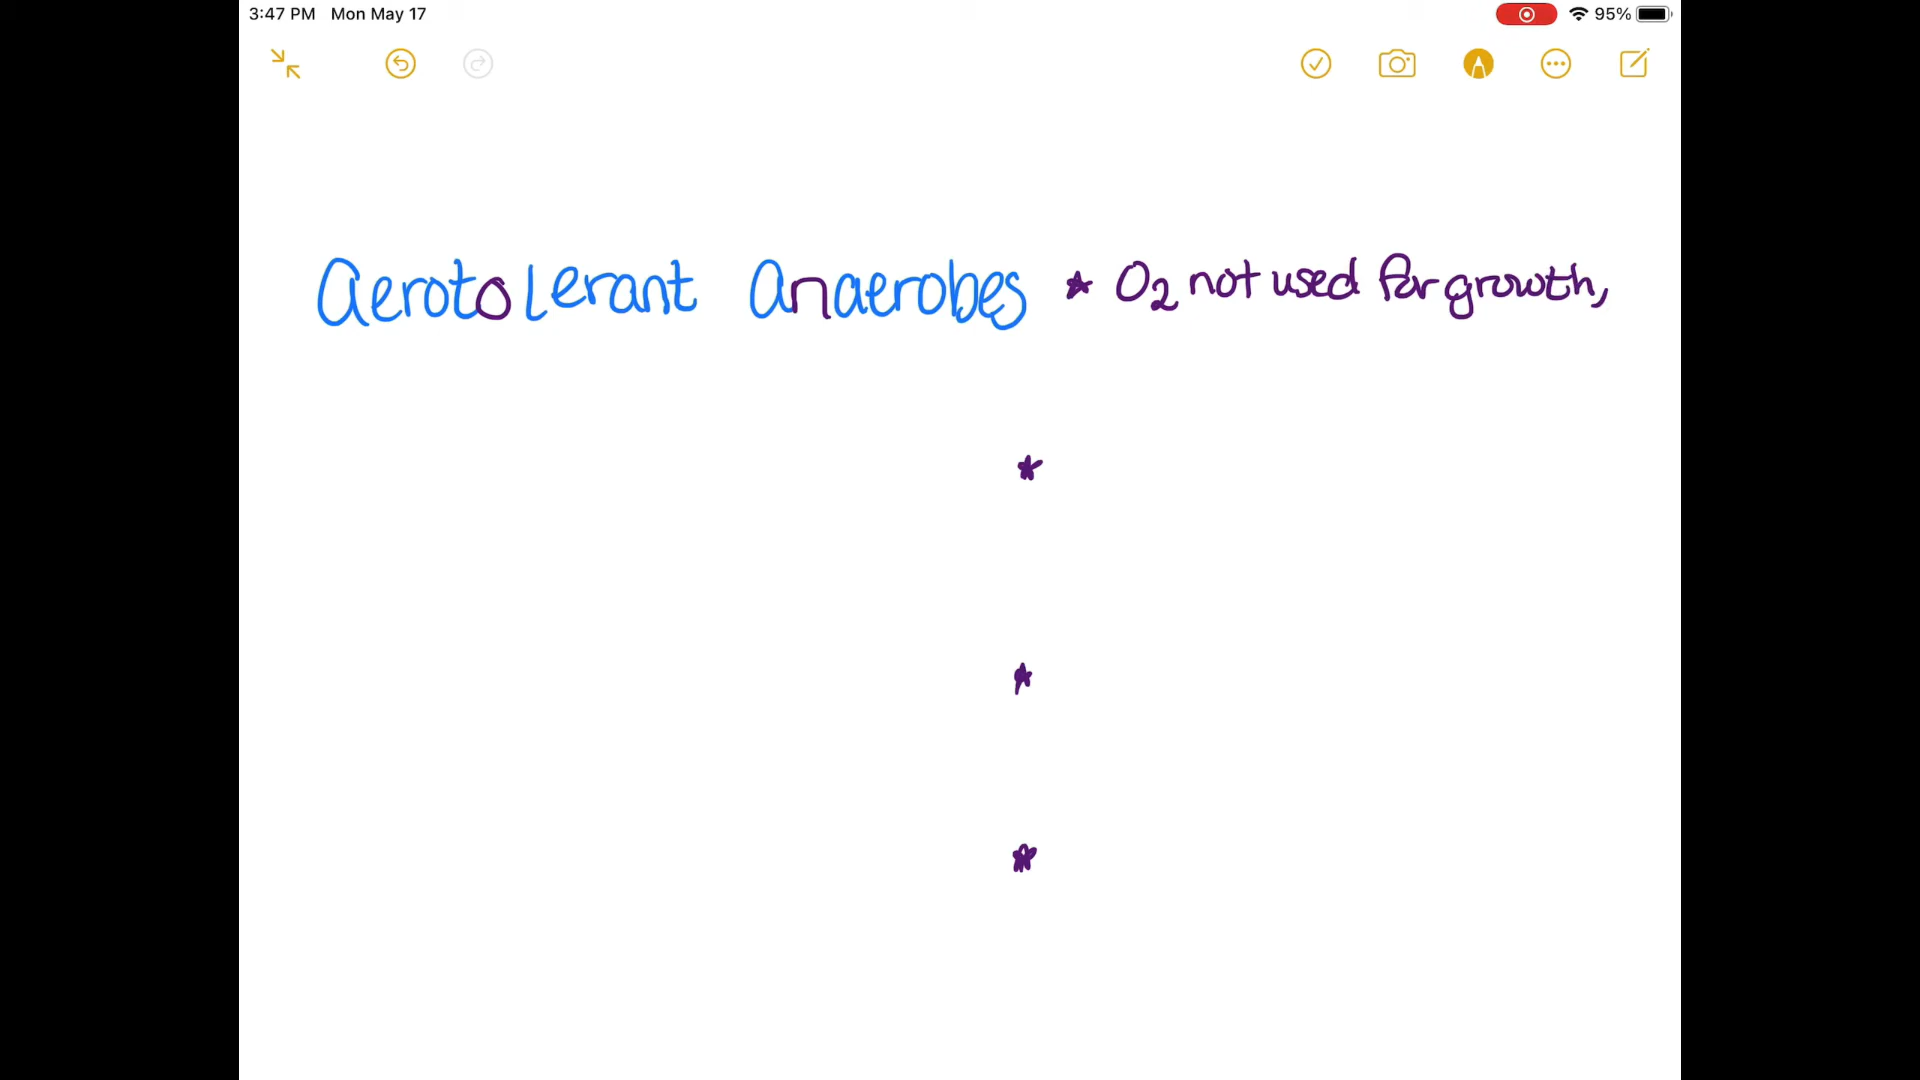 3:47 PM Mon May 17 95%
Aerotolerant Anaerobes * O₂ not used for growth,
*
*
*